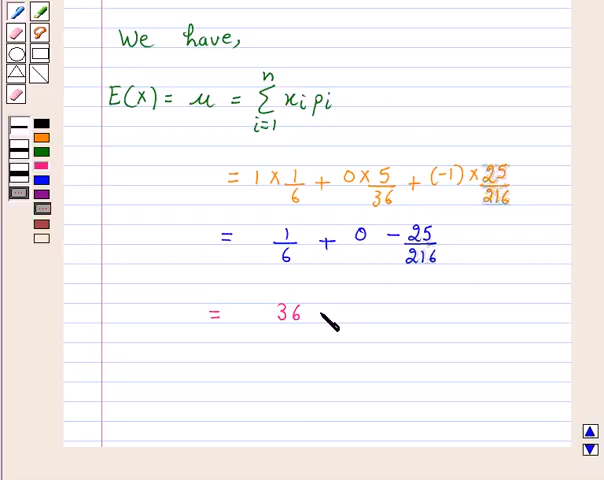 We have,
E(X) = μ = n∑i=1 xi pi
= 1 × 1/6 + 0 × 5/36 + (-1) × 25/216
= 1/6 + 0 - 25/216
= 36